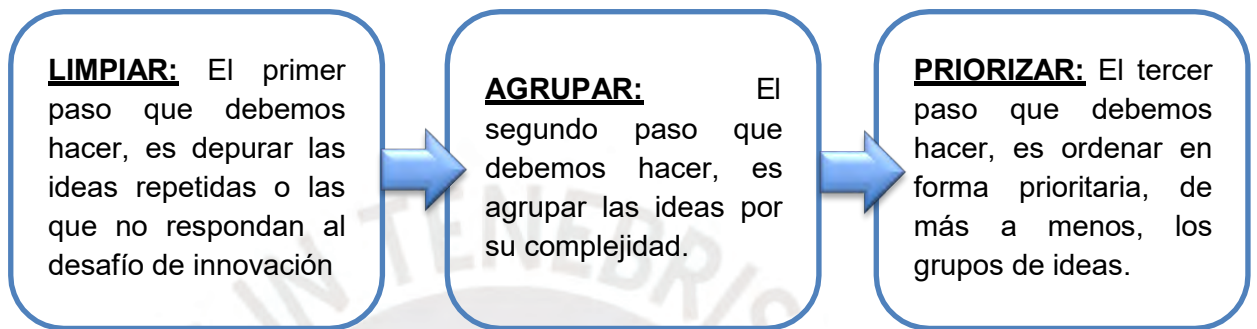 LIMPIAR: El primer
paso que debemos
hacer, es depurar las
ideas repetidas o las
que no respondan al
desafío de innovación
AGRUPAR: El
segundo paso que
debemos hacer, es
agrupar las ideas por
su complejidad.
PRIORIZAR: El tercer
paso que debemos
hacer, es ordenar en
forma prioritaria, de
más a menos, los
grupos de ideas.
IN TENEBRIS